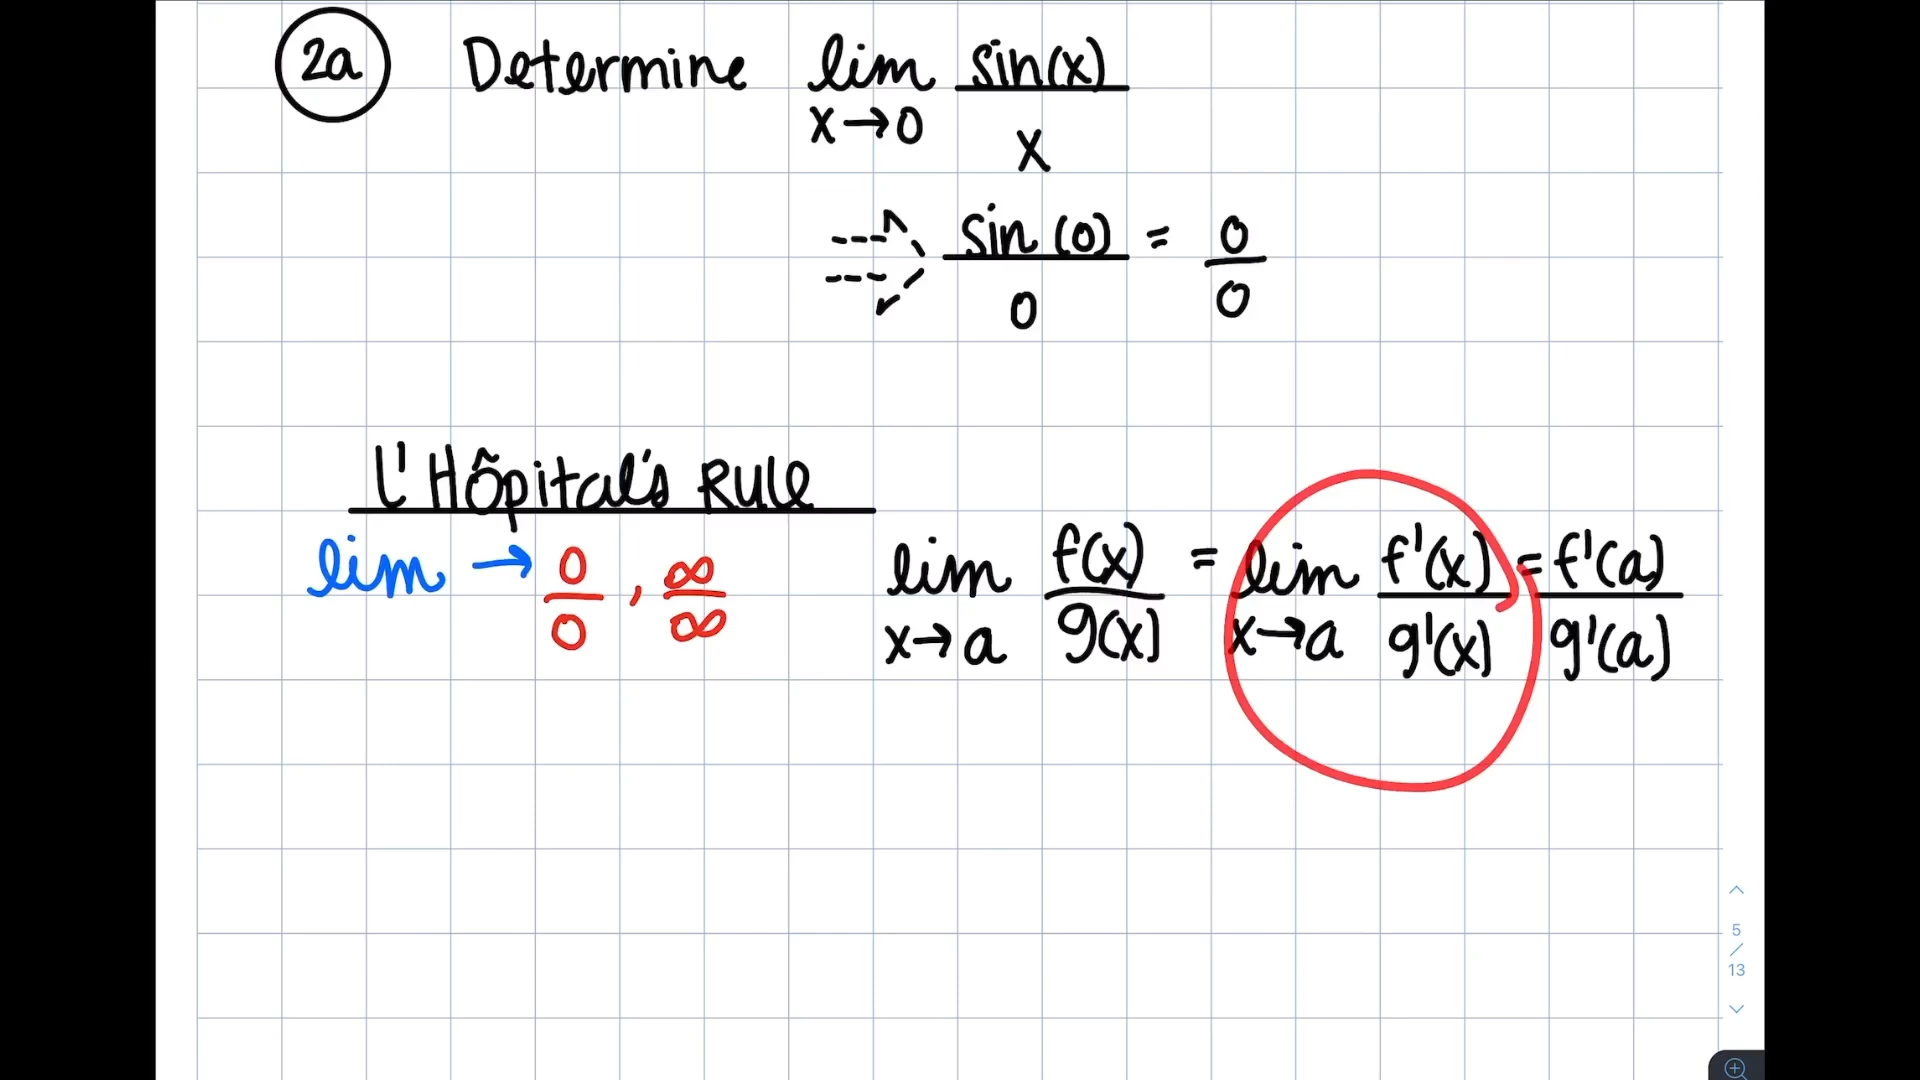 2a Determine lim x→0 sin(x)/x
sin(0)/0 = 0/0
L'Hôpital's Rule
lim → 0/0 , ∞/∞
lim x→a f(x)/g(x) = lim x→a f'(x)/g'(x) = f'(a)/g'(a)
5
/
13